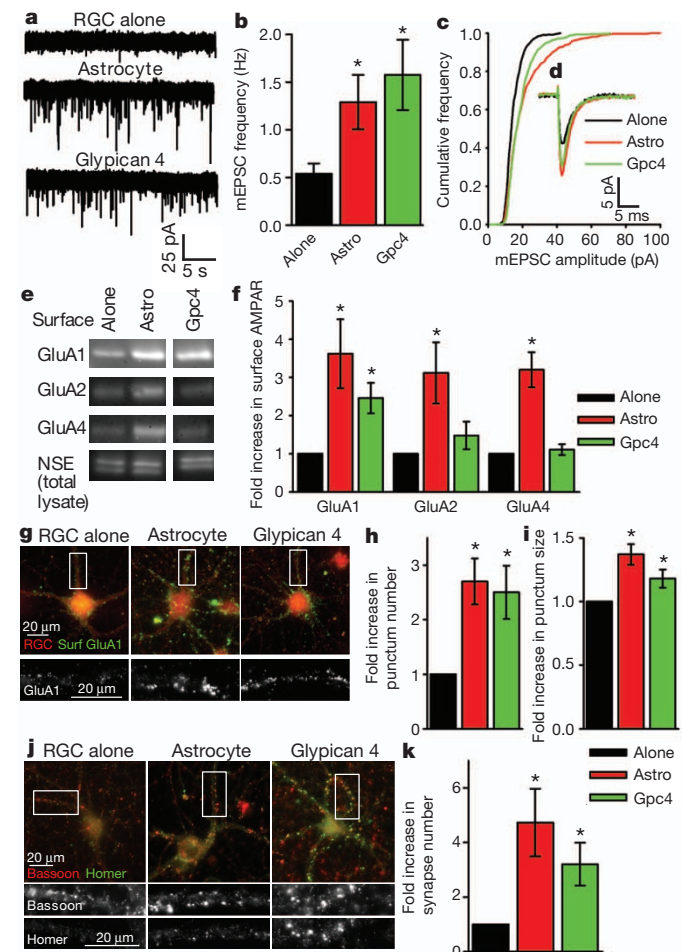 a
RGC alone
Astrocyte
Glypican 4
25 pA
5 s
b
mEPSC frequency (Hz)
2.0
1.5
1.0
0.5
0.0
*
*
Alone
Astro
Gpc4
c
Cumulative frequency
1.0
0.8
0.6
0.4
0.2
0.0
d
Alone
Astro
Gpc4
5 pA
5 ms
0 20 40 60 80 100
mEPSC amplitude (pA)
e
Surface
Alone
Astro
Gpc4
GluA1
GluA2
GluA4
NSE
(total
lysate)
f
Fold increase in surface AMPAR
5
4
3
2
1
0
*
*
*
*
GluA1 GluA2 GluA4
Alone
Astro
Gpc4
g
RGC alone Astrocyte Glypican 4
20 µm
RGC Surf GluA1
GluA1 20 µm
h
Fold increase in
punctum number
3
2
1
0
* *
i
Fold increase in punctum size
1.5
1.0
0.5
0.0
*
*
j
RGC alone Astrocyte Glypican 4
20 µm
Bassoon Homer
Bassoon
Homer 20 µm
k
Alone
Astro
Gpc4
Fold increase in
synapse number
6
4
2
0
*
*